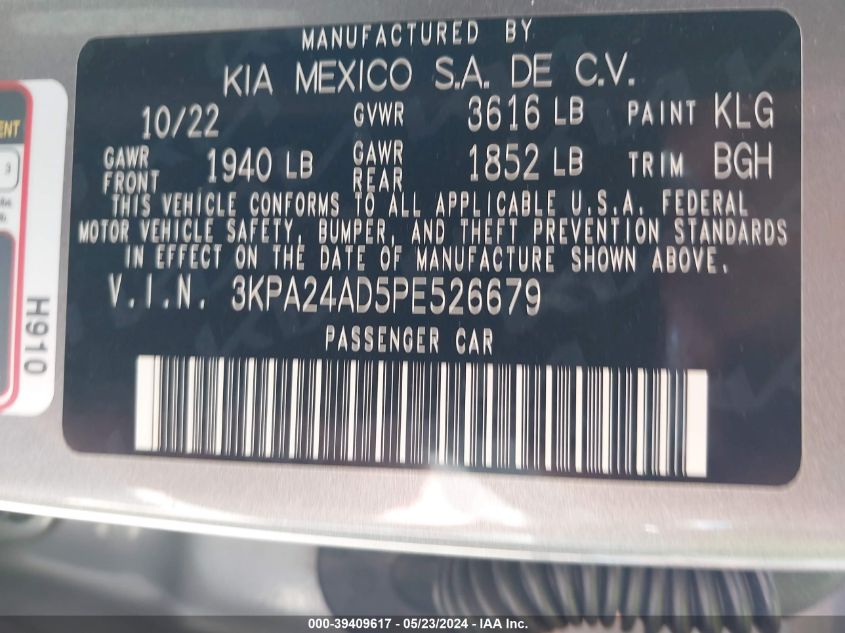 MANUFACTURED BY
KIA MEXICO S.A. DE C.V.
10/22 GVWR 3616 LB PAINT KLG
GAWR FRONT 1940 LB GAWR REAR 1852 LB TRIM BGH
THIS VEHICLE CONFORMS TO ALL APPLICABLE U.S.A. FEDERAL
MOTOR VEHICLE SAFETY, BUMPER, AND THEFT PREVENTION STANDARDS
IN EFFECT ON THE DATE OF MANUFACTURE SHOWN ABOVE.
V.I.N. 3KPA24AD5PE526679
PASSENGER CAR
H910
000-39409617 - 05/23/2024 - IAA Inc.